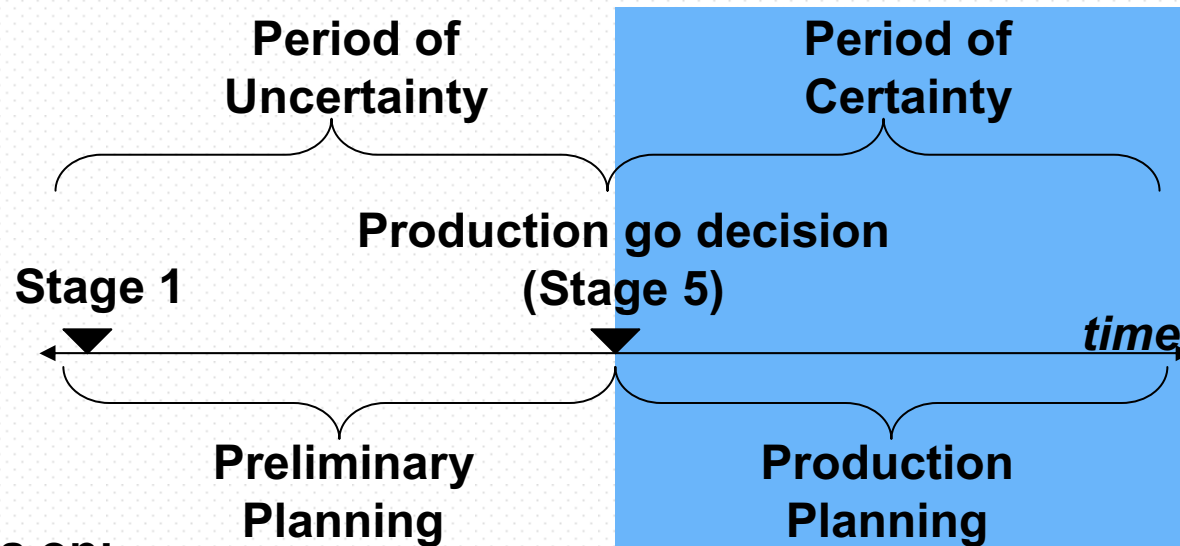 Period of
Uncertainty
Period of
Certainty
Production go decision
(Stage 5)
Stage 1
time
Preliminary
Planning
Production
Planning